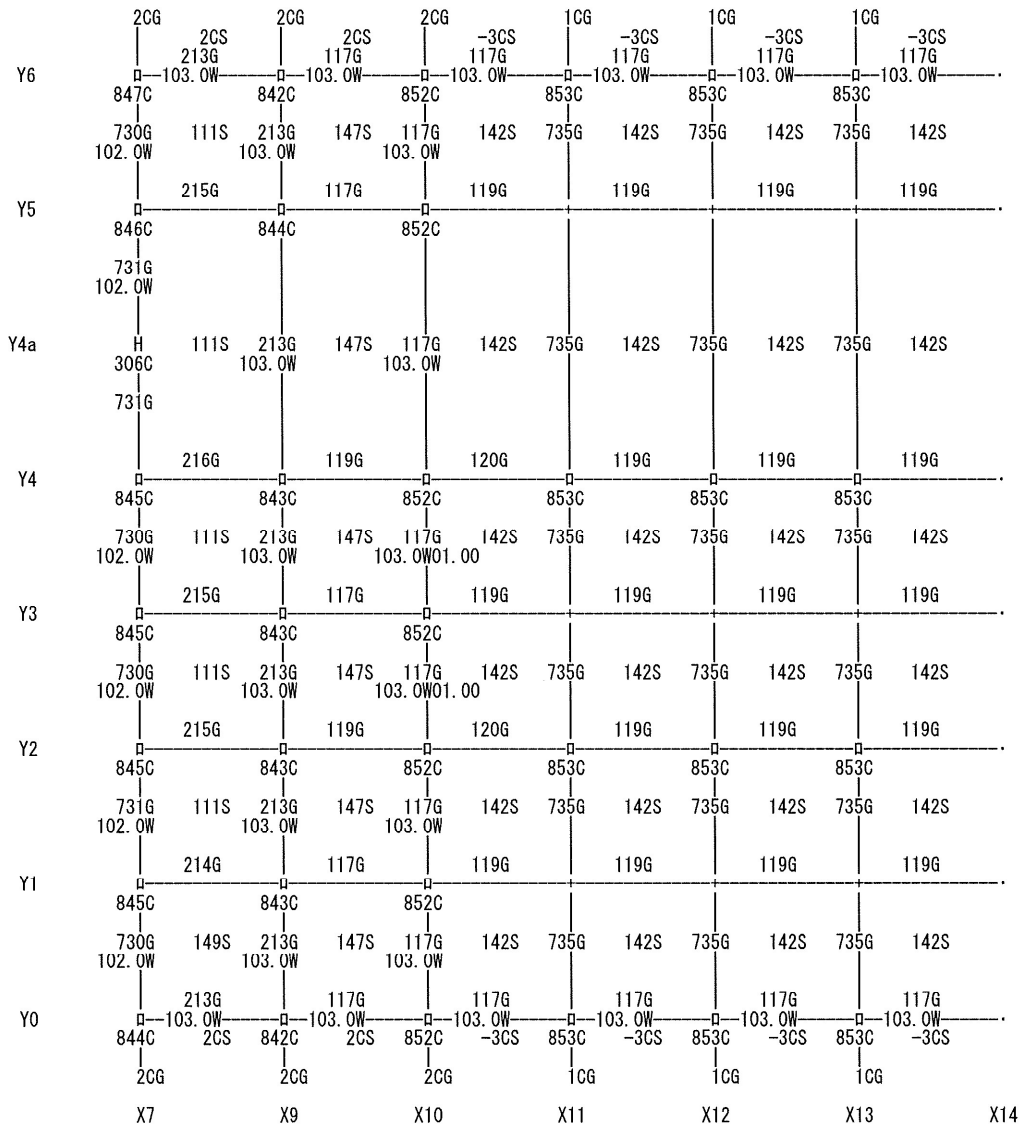 2CG 2CG 2CG 1CG 1CG 1CG
2CS 2CS -3CS -3CS -3CS -3CS
213G 117G 117G 117G 117G 117G
Y6 103.0W 103.0W 103.0W 103.0W 103.0W 103.0W
847C 842C 852C 853C 853C 853C
730G 111S 213G 147S 117G 142S 735G 142S 735G 142S 735G 142S
102.0W 103.0W 103.0W
215G 117G 119G 119G 119G 119G
Y5
846C 844C 852C
731G
102.0W
Y4a H 111S 213G 147S 117G 142S 735G 142S 735G 142S 735G 142S
306C 103.0W 103.0W
731G
216G 119G 120G 119G 119G 119G
Y4
845C 843C 852C 853C 853C 853C
730G 111S 213G 147S 117G 142S 735G 142S 735G 142S 735G 142S
102.0W 103.0W 103.0W01.00
215G 117G 119G 119G 119G 119G
Y3
845C 843C 852C
730G 111S 213G 147S 117G 142S 735G 142S 735G 142S 735G 142S
102.0W 103.0W 103.0W01.00
215G 119G 120G 119G 119G 119G
Y2
845C 843C 852C 853C 853C 853C
731G 111S 213G 147S 117G 142S 735G 142S 735G 142S 735G 142S
102.0W 103.0W 103.0W
214G 117G 119G 119G 119G 119G
Y1
845C 843C 852C
730G 149S 213G 147S 117G 142S 735G 142S 735G 142S 735G 142S
102.0W 103.0W 103.0W
213G 117G 117G 117G 117G 117G
Y0 103.0W 103.0W 103.0W 103.0W 103.0W 103.0W
844C 2CS 842C 2CS 852C -3CS 853C -3CS 853C -3CS 853C -3CS
2CG 2CG 2CG 1CG 1CG 1CG
X7 X9 X10 X11 X12 X13 X14